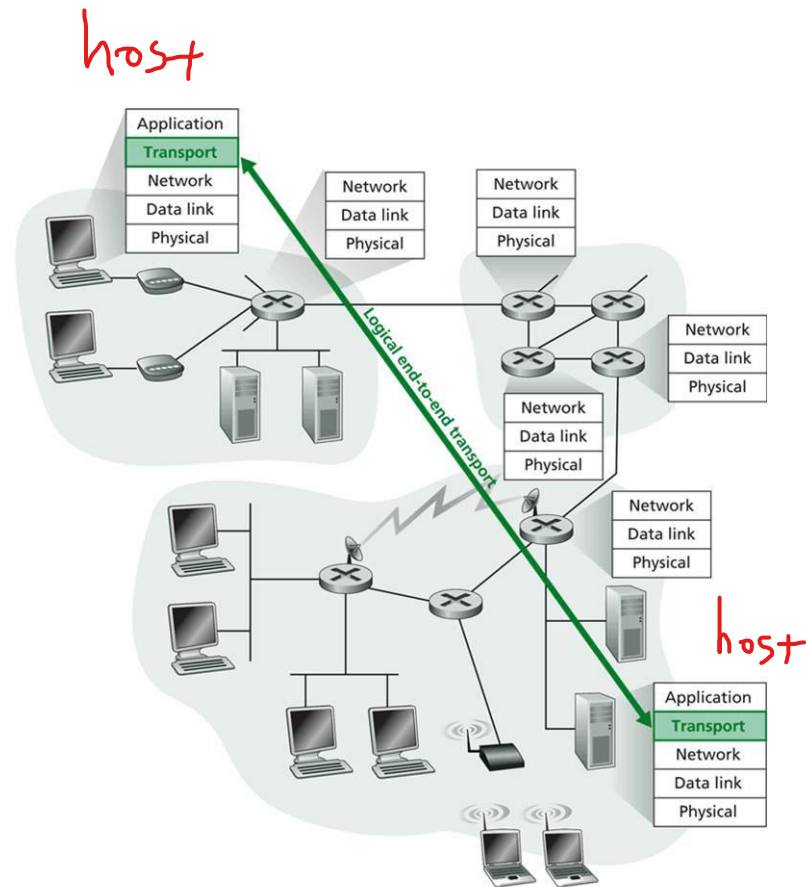 host
Application
Transport
Network
Data link
Physical
Network
Data link
Physical
Network
Data link
Physical
Network
Data link
Physical
Logical end-to-end transport
Network
Data link
Physical
Network
Data link
Physical
host
Application
Transport
Network
Data link
Physical